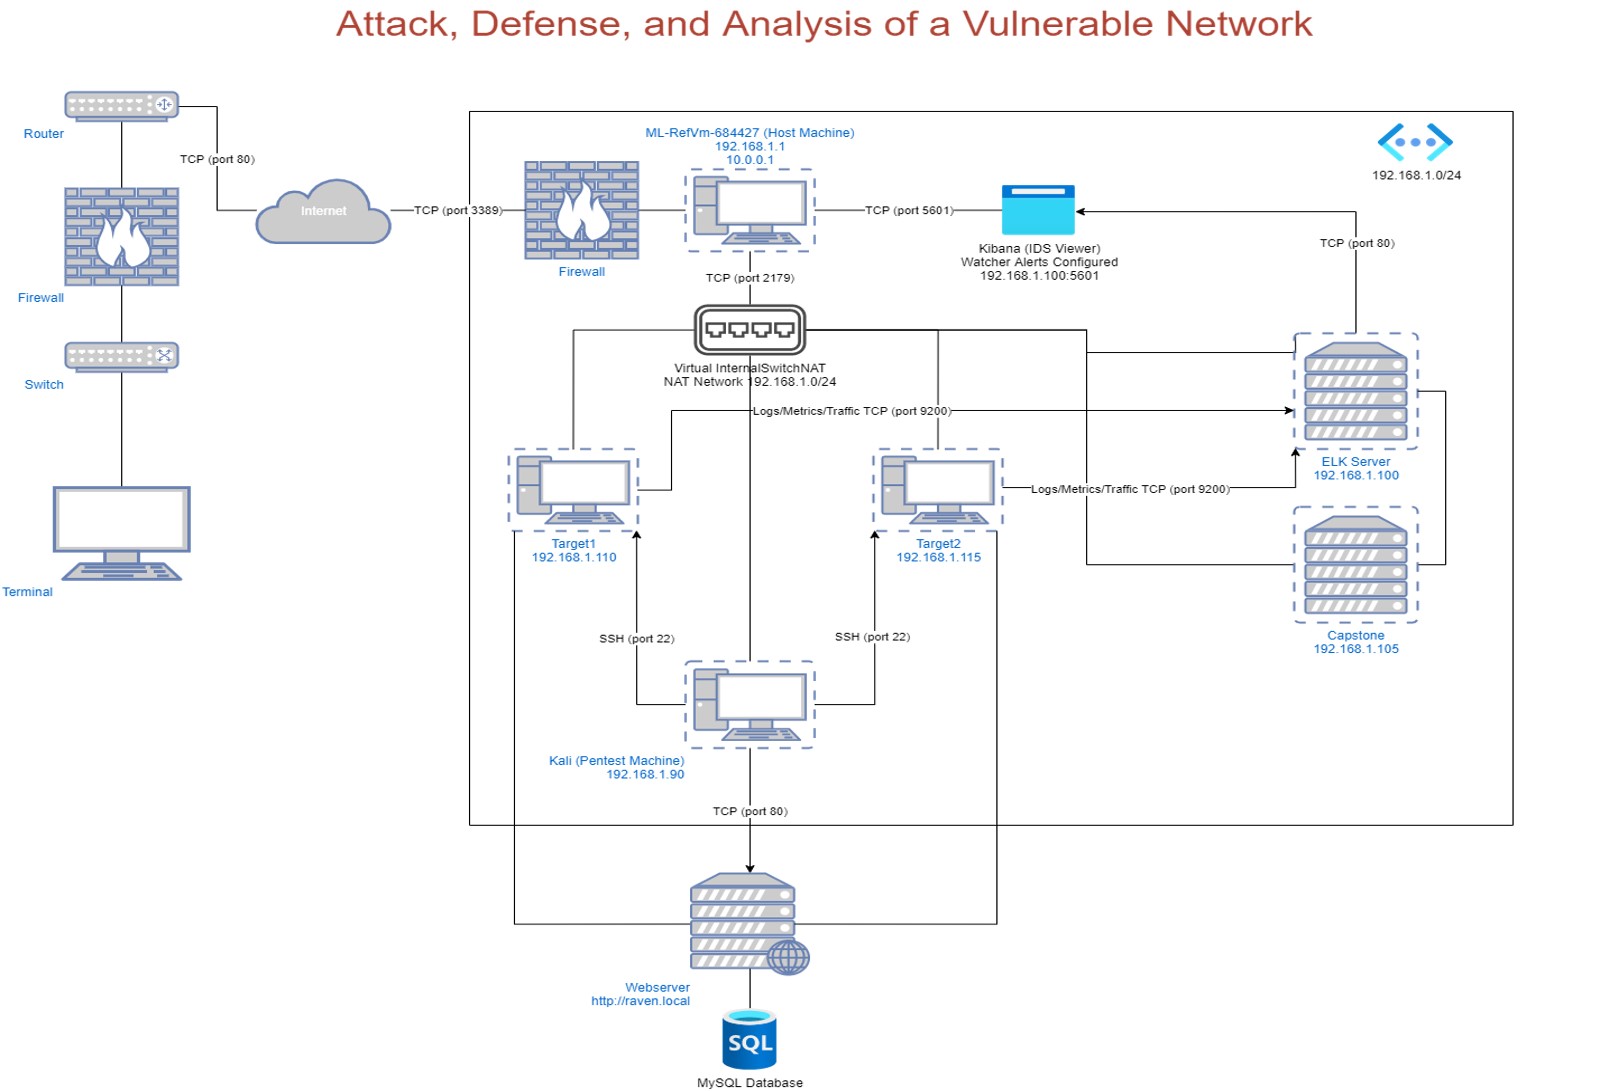 Attack, Defense, and Analysis of a Vulnerable Network
Router
TCP (port 80)
Internet
TCP (port 3389)
Firewall
ML-RefVm-684427 (Host Machine)
192.168.1.1
10.0.0.1
TCP (port 5601)
Kibana (IDS Viewer)
Watcher Alerts Configured
192.168.1.100:5601
192.168.1.0/24
TCP (port 80)
Firewall
TCP (port 2179)
Switch
Virtual InternalSwitchNAT
NAT Network 192.168.1.0/24
Logs/Metrics/Traffic TCP (port 9200)
ELK Server
192.168.1.100
Logs/Metrics/Traffic TCP (port 9200)
Target1
192.168.1.110
Target2
192.168.1.115
Terminal
SSH (port 22)
SSH (port 22)
Capstone
192.168.1.105
Kali (Pentest Machine)
192.168.1.90
TCP (port 80)
Webserver
http://raven.local
SQL
MySQL Database